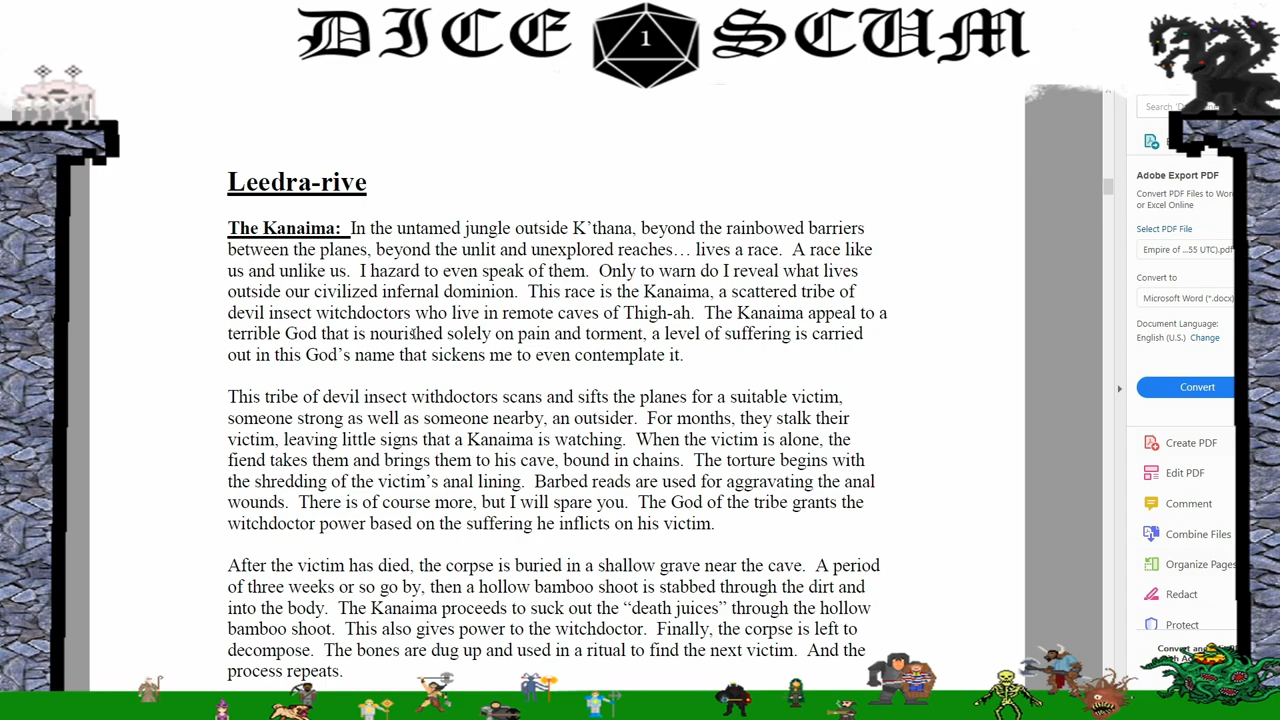 DICE 1 SCUM
Leedra-rive
The Kanaima:  In the untamed jungle outside K'thana, beyond the rainbowed barriers
between the planes, beyond the unlit and unexplored reaches… lives a race.  A race like
us and unlike us.  I hazard to even speak of them.  Only to warn do I reveal what lives
outside our civilized infernal dominion.  This race is the Kanaima, a scattered tribe of
devil insect witchdoctors who live in remote caves of Thigh-ah.  The Kanaima appeal to a
terrible God that is nourished solely on pain and torment, a level of suffering is carried
out in this God's name that sickens me to even contemplate it.
This tribe of devil insect withdoctors scans and sifts the planes for a suitable victim,
someone strong as well as someone nearby, an outsider.  For months, they stalk their
victim, leaving little signs that a Kanaima is watching.  When the victim is alone, the
fiend takes them and brings them to his cave, bound in chains.  The torture begins with
the shredding of the victim's anal lining.  Barbed reads are used for aggravating the anal
wounds.  There is of course more, but I will spare you.  The God of the tribe grants the
witchdoctor power based on the suffering he inflicts on his victim.
After the victim has died, the corpse is buried in a shallow grave near the cave.  A period
of three weeks or so go by, then a hollow bamboo shoot is stabbed through the dirt and
into the body.  The Kanaima proceeds to suck out the “death juices” through the hollow
bamboo shoot.  This also gives power to the witchdoctor.  Finally, the corpse is left to
decompose.  The bones are dug up and used in a ritual to find the next victim.  And the
process repeats.
Search
Adobe Export PDF
Convert PDF Files to Wor
or Excel Online
Select PDF File
Empire of ...55 UTC).pdf
Convert to
Microsoft Word (*.docx)
Document Language:
English (U.S.) Change
Convert
Create PDF
Edit PDF
Comment
Combine Files
Organize Pages
Redact
Protect